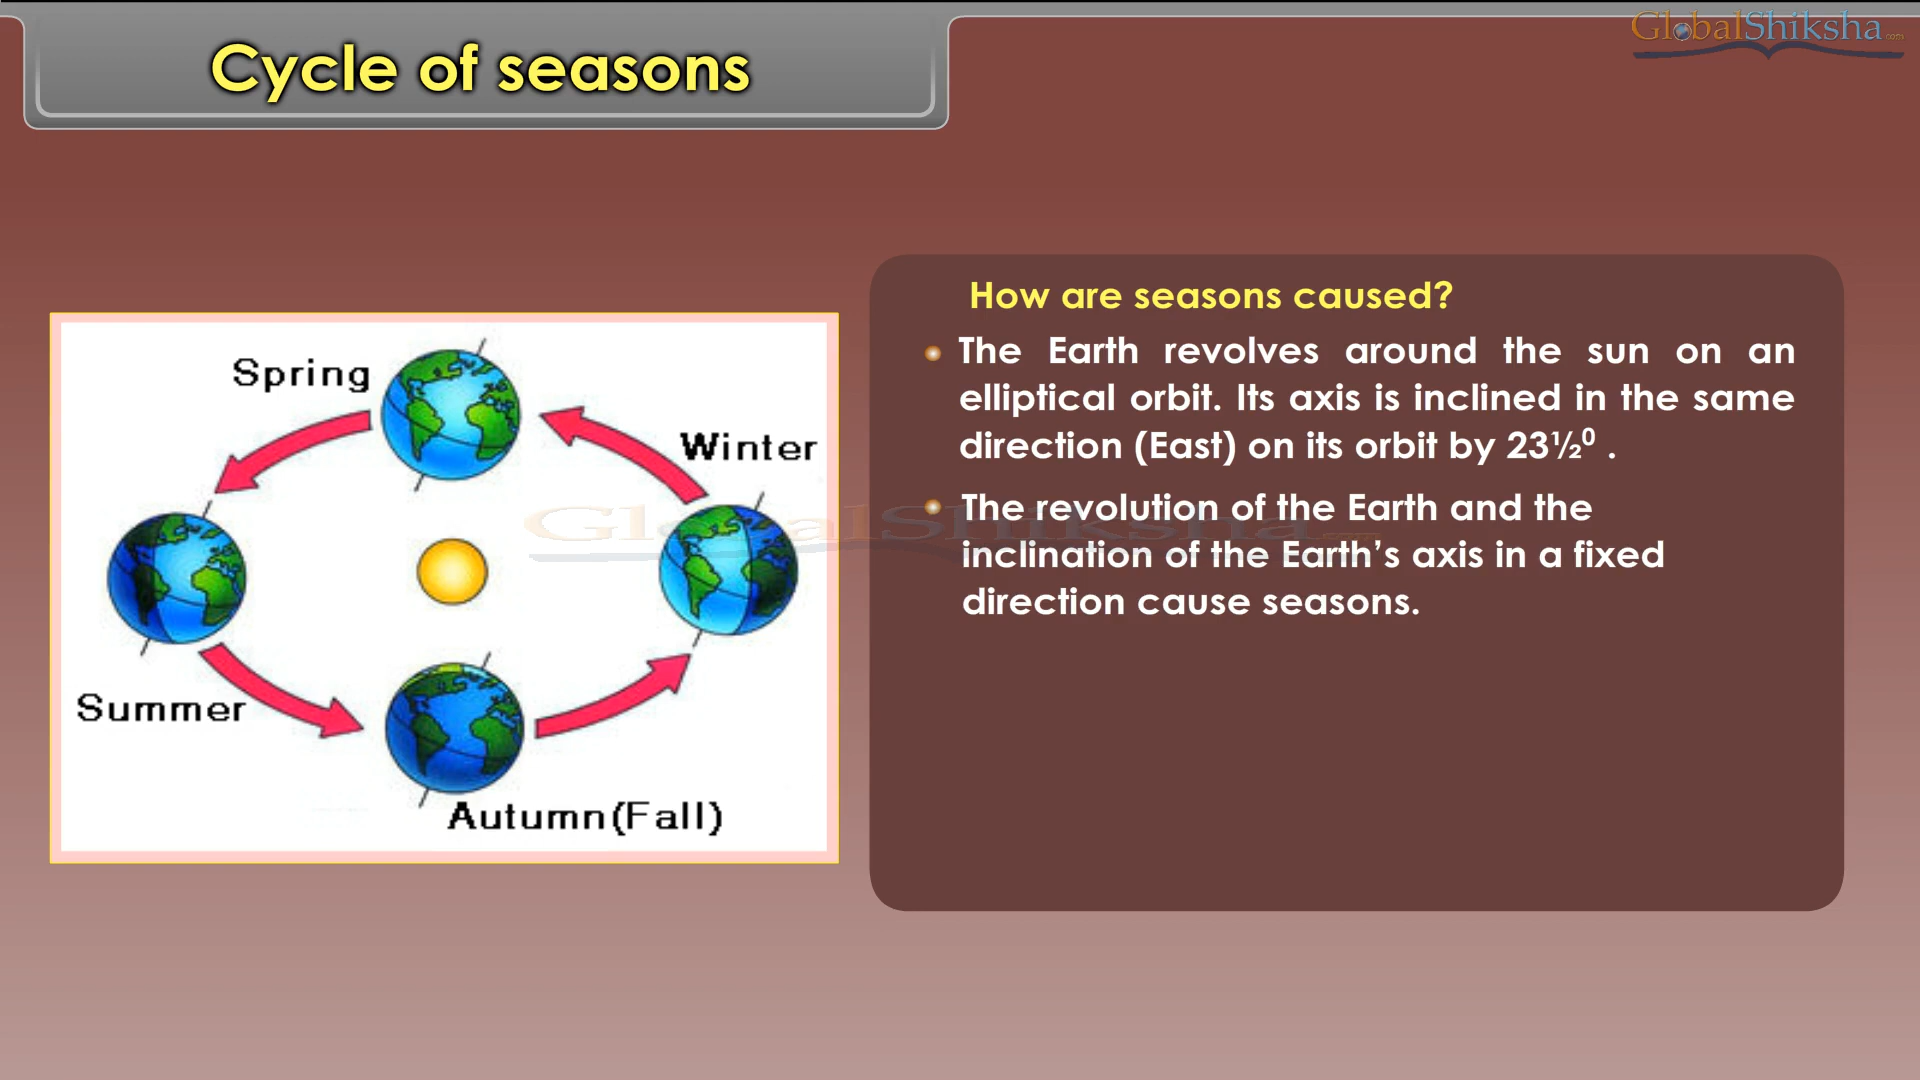 Cycle of seasons
GlobalShiksha.com
Spring
Winter
Summer
Autumn(Fall)
How are seasons caused?
The Earth revolves around the sun on an
elliptical orbit. Its axis is inclined in the same
direction (East) on its orbit by 23½⁰ .
The revolution of the Earth and the
inclination of the Earth’s axis in a fixed
direction cause seasons.
GlobalShiksha.com